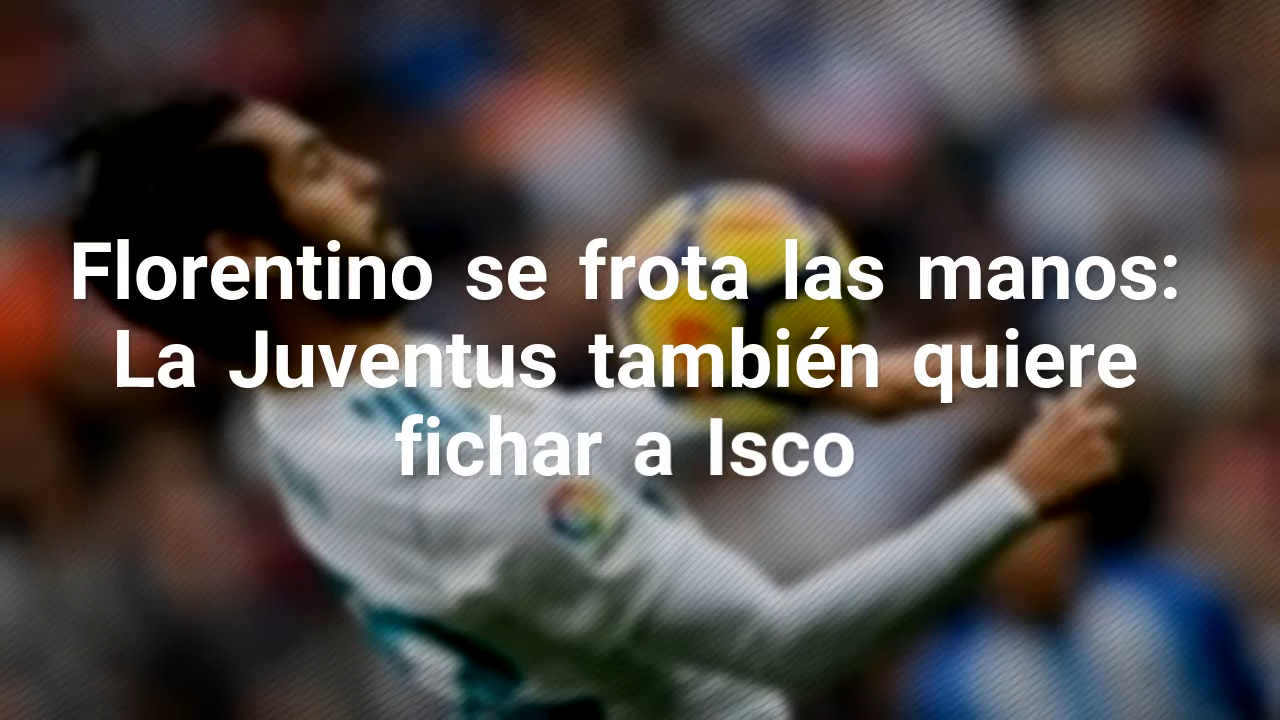 Florentino se frota las manos:
La Juventus también quiere
fichar a Isco